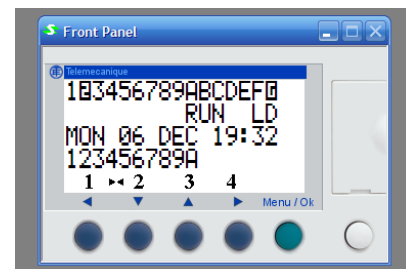 Front Panel
Telemecanique
1 3456789ABCDEF
RUN LD
MON 06 DEC 19:32
123456789A
1 2 3 4
Menu / Ok